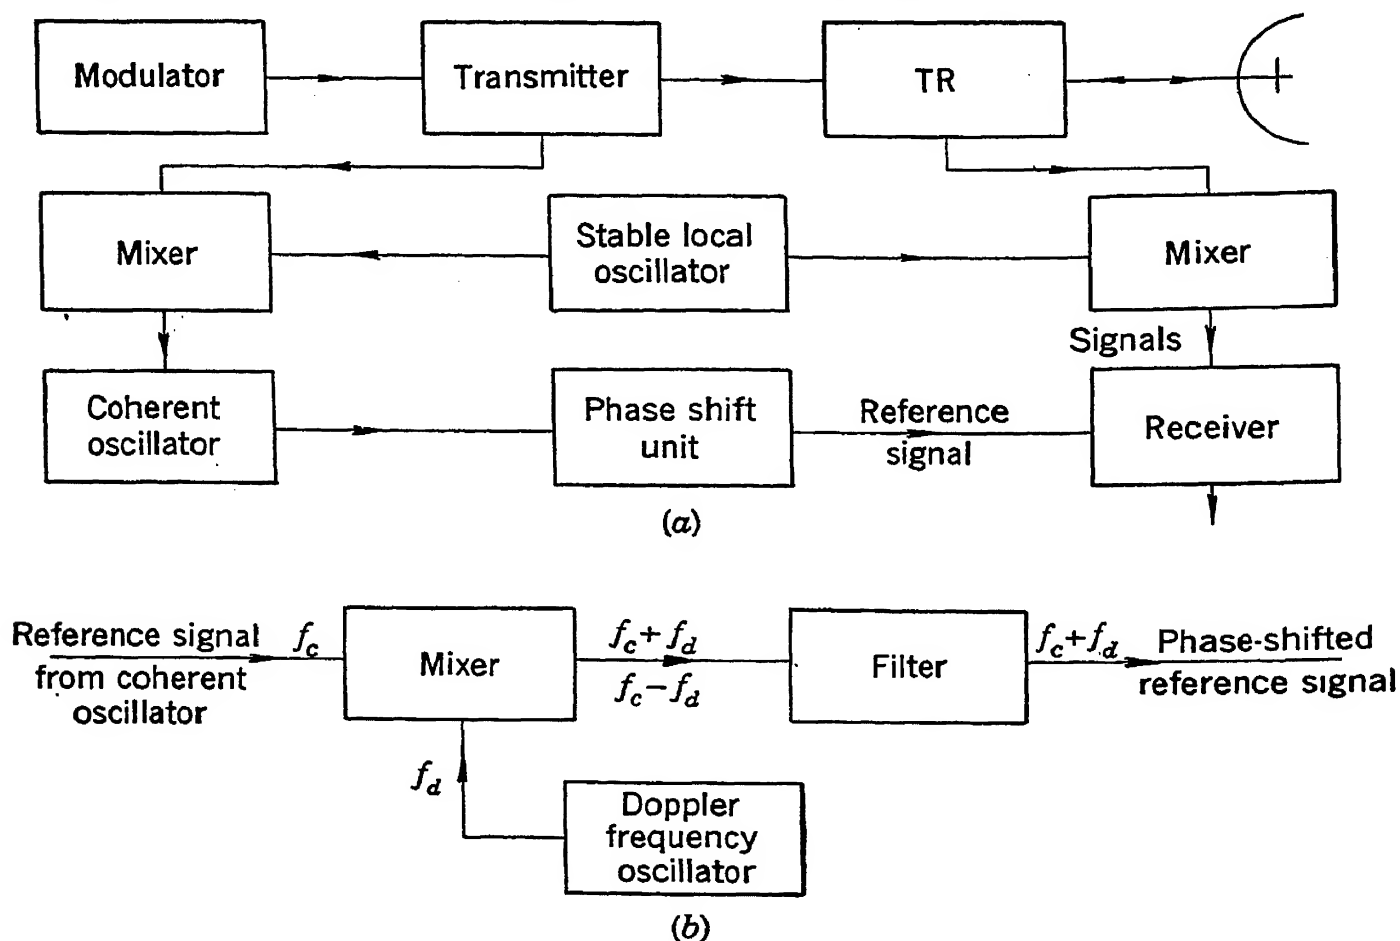 Modulator
Transmitter
TR
Mixer
Stable local
oscillator
Mixer
Signals
Coherent
oscillator
Phase shift
unit
Reference
signal
Receiver
(a)
Reference signal
from coherent
oscillator
f_c
Mixer
f_c + f_d
f_c − f_d
Filter
f_c + f_d
Phase-shifted
reference signal
f_d
Doppler
frequency
oscillator
(b)